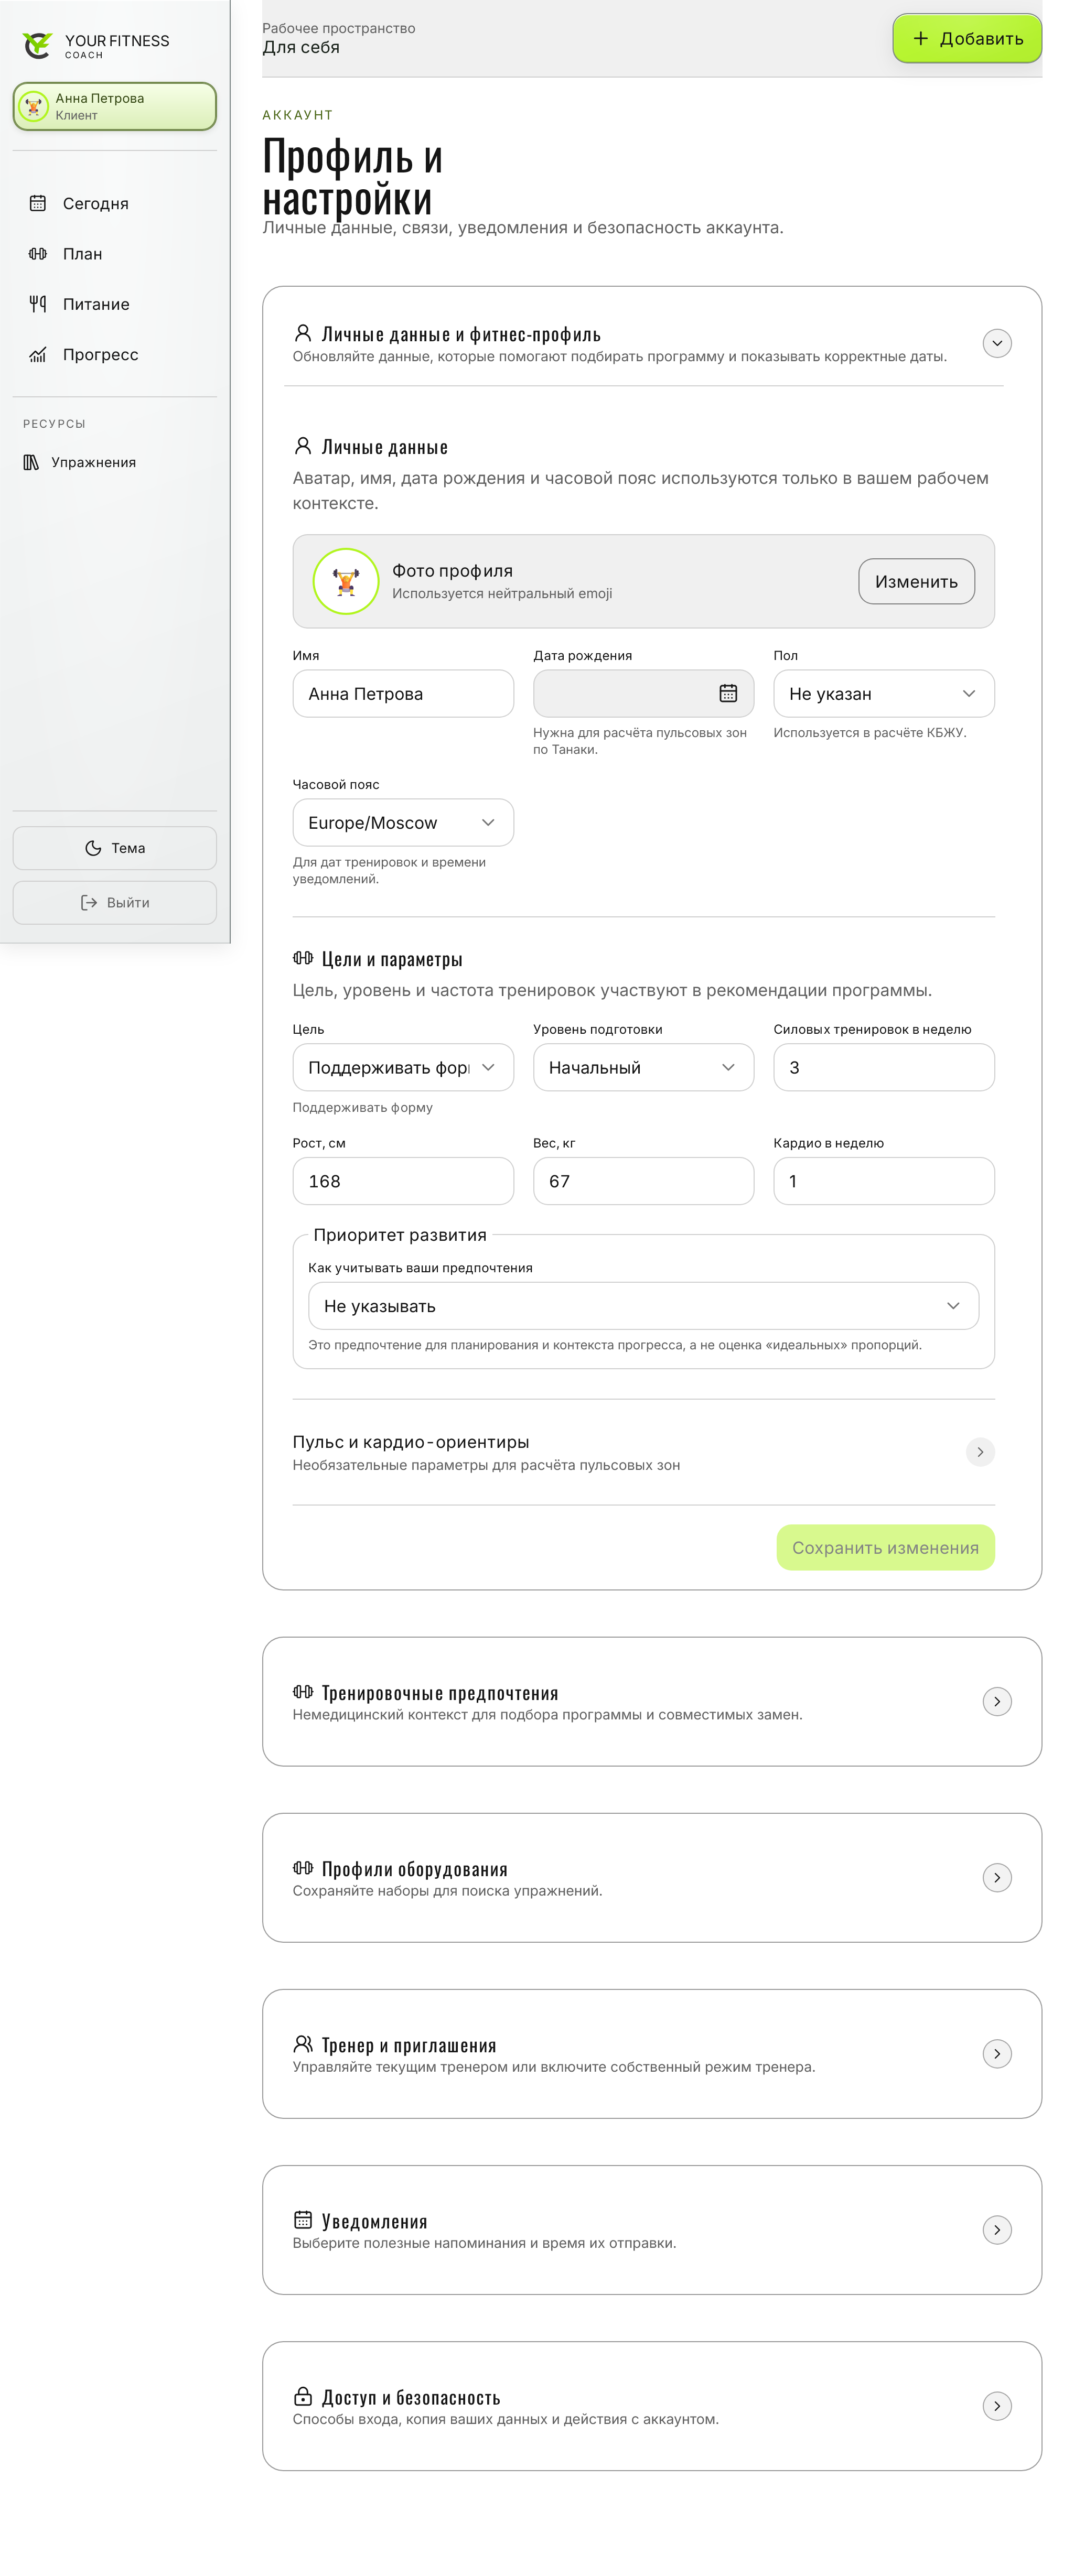 YOUR FITNESS
COACH
Анна Петрова
Клиент
Сегодня
План
Питание
Прогресс
РЕСУРСЫ
Упражнения
Тема
Выйти
Рабочее пространство
Для себя
Добавить
АККАУНТ
Профиль и
настройки
Личные данные, связи, уведомления и безопасность аккаунта.
Личные данные и фитнес-профиль
Обновляйте данные, которые помогают подбирать программу и показывать корректные даты.
Личные данные
Аватар, имя, дата рождения и часовой пояс используются только в вашем рабочем
контексте.
Фото профиля
Используется нейтральный emoji
Изменить
Имя
Дата рождения
Пол
Анна Петрова
Не указан
Нужна для расчёта пульсовых зон
по Танаки.
Используется в расчёте КБЖУ.
Часовой пояс
Europe/Moscow
Для дат тренировок и времени
уведомлений.
Цели и параметры
Цель, уровень и частота тренировок участвуют в рекомендации программы.
Цель
Уровень подготовки
Силовых тренировок в неделю
Поддерживать фор
Начальный
3
Поддерживать форму
Рост, см
Вес, кг
Кардио в неделю
168
67
1
Приоритет развития
Как учитывать ваши предпочтения
Не указывать
Это предпочтение для планирования и контекста прогресса, а не оценка «идеальных» пропорций.
Пульс и кардио-ориентиры
Необязательные параметры для расчёта пульсовых зон
Сохранить изменения
Тренировочные предпочтения
Немедицинский контекст для подбора программы и совместимых замен.
Профили оборудования
Сохраняйте наборы для поиска упражнений.
Тренер и приглашения
Управляйте текущим тренером или включите собственный режим тренера.
Уведомления
Выберите полезные напоминания и время их отправки.
Доступ и безопасность
Способы входа, копия ваших данных и действия с аккаунтом.